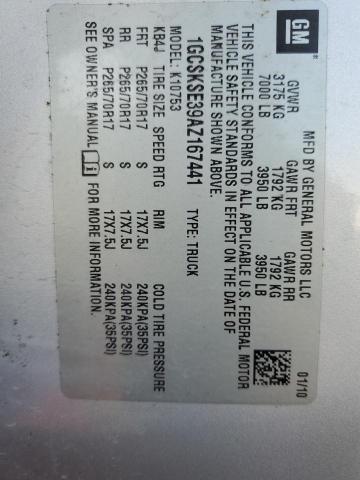 GM
MFD BY GENERAL MOTORS LLC 01/10
GVWR GAWR FRT GAWR RR
3175 KG 1792 KG 1792 KG
7000 LB 3950 LB 3950 LB
THIS VEHICLE CONFORMS TO ALL APPLICABLE U.S. FEDERAL MOTOR
VEHICLE SAFETY STANDARDS IN EFFECT ON THE DATE OF
MANUFACTURE SHOWN ABOVE.
1GCSKSE39AZ187441 TYPE: TRUCK
MODEL: K10753
KB4J TIRE SIZE SPEED RTG RIM COLD TIRE PRESSURE
FRT P265/70R17 S 17X7.5J 240KPA(35PSI)
RR P265/70R17 S 17X7.5J 240KPA(35PSI)
SPA P265/70R17 S 17X7.5J 240KPA(35PSI)
SEE OWNER'S MANUAL i FOR MORE INFORMATION.